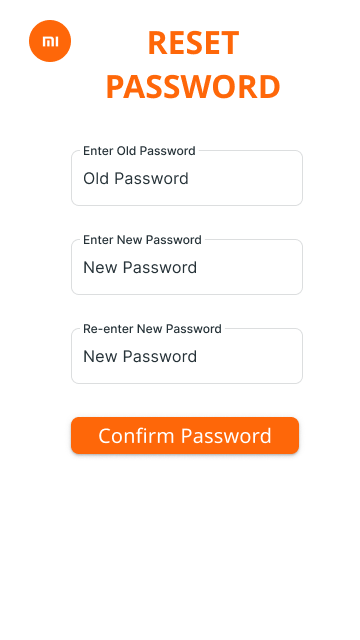 mi
RESET
PASSWORD
Enter Old Password
Old Password
Enter New Password
New Password
Re-enter New Password
New Password
Confirm Password